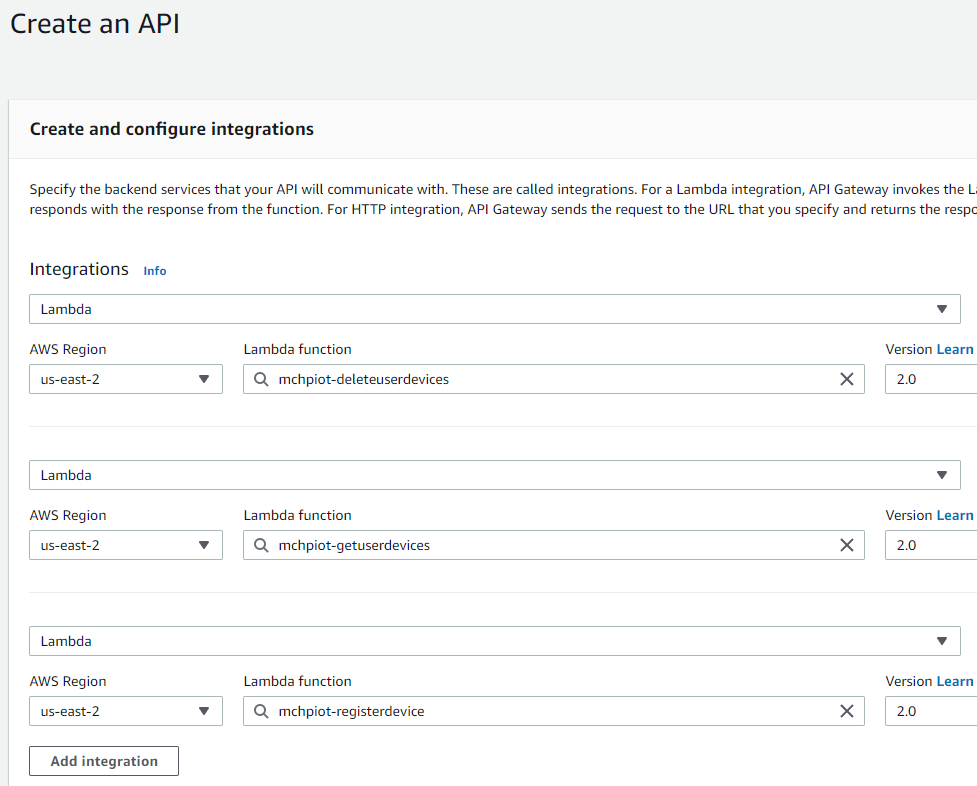 Create an API
Create and configure integrations
Specify the backend services that your API will communicate with. These are called integrations. For a Lambda integration, API Gateway invokes the
responds with the response from the function. For HTTP integration, API Gateway sends the request to the URL that you specify and returns the
Integrations Info
Lambda
AWS Region Lambda function Version Learn
us-east-2 mchpiot-deleteuserdevices 2.0
Lambda
AWS Region Lambda function Version Learn
us-east-2 mchpiot-getuserdevices 2.0
Lambda
AWS Region Lambda function Version Learn
us-east-2 mchpiot-registerdevice 2.0
Add integration